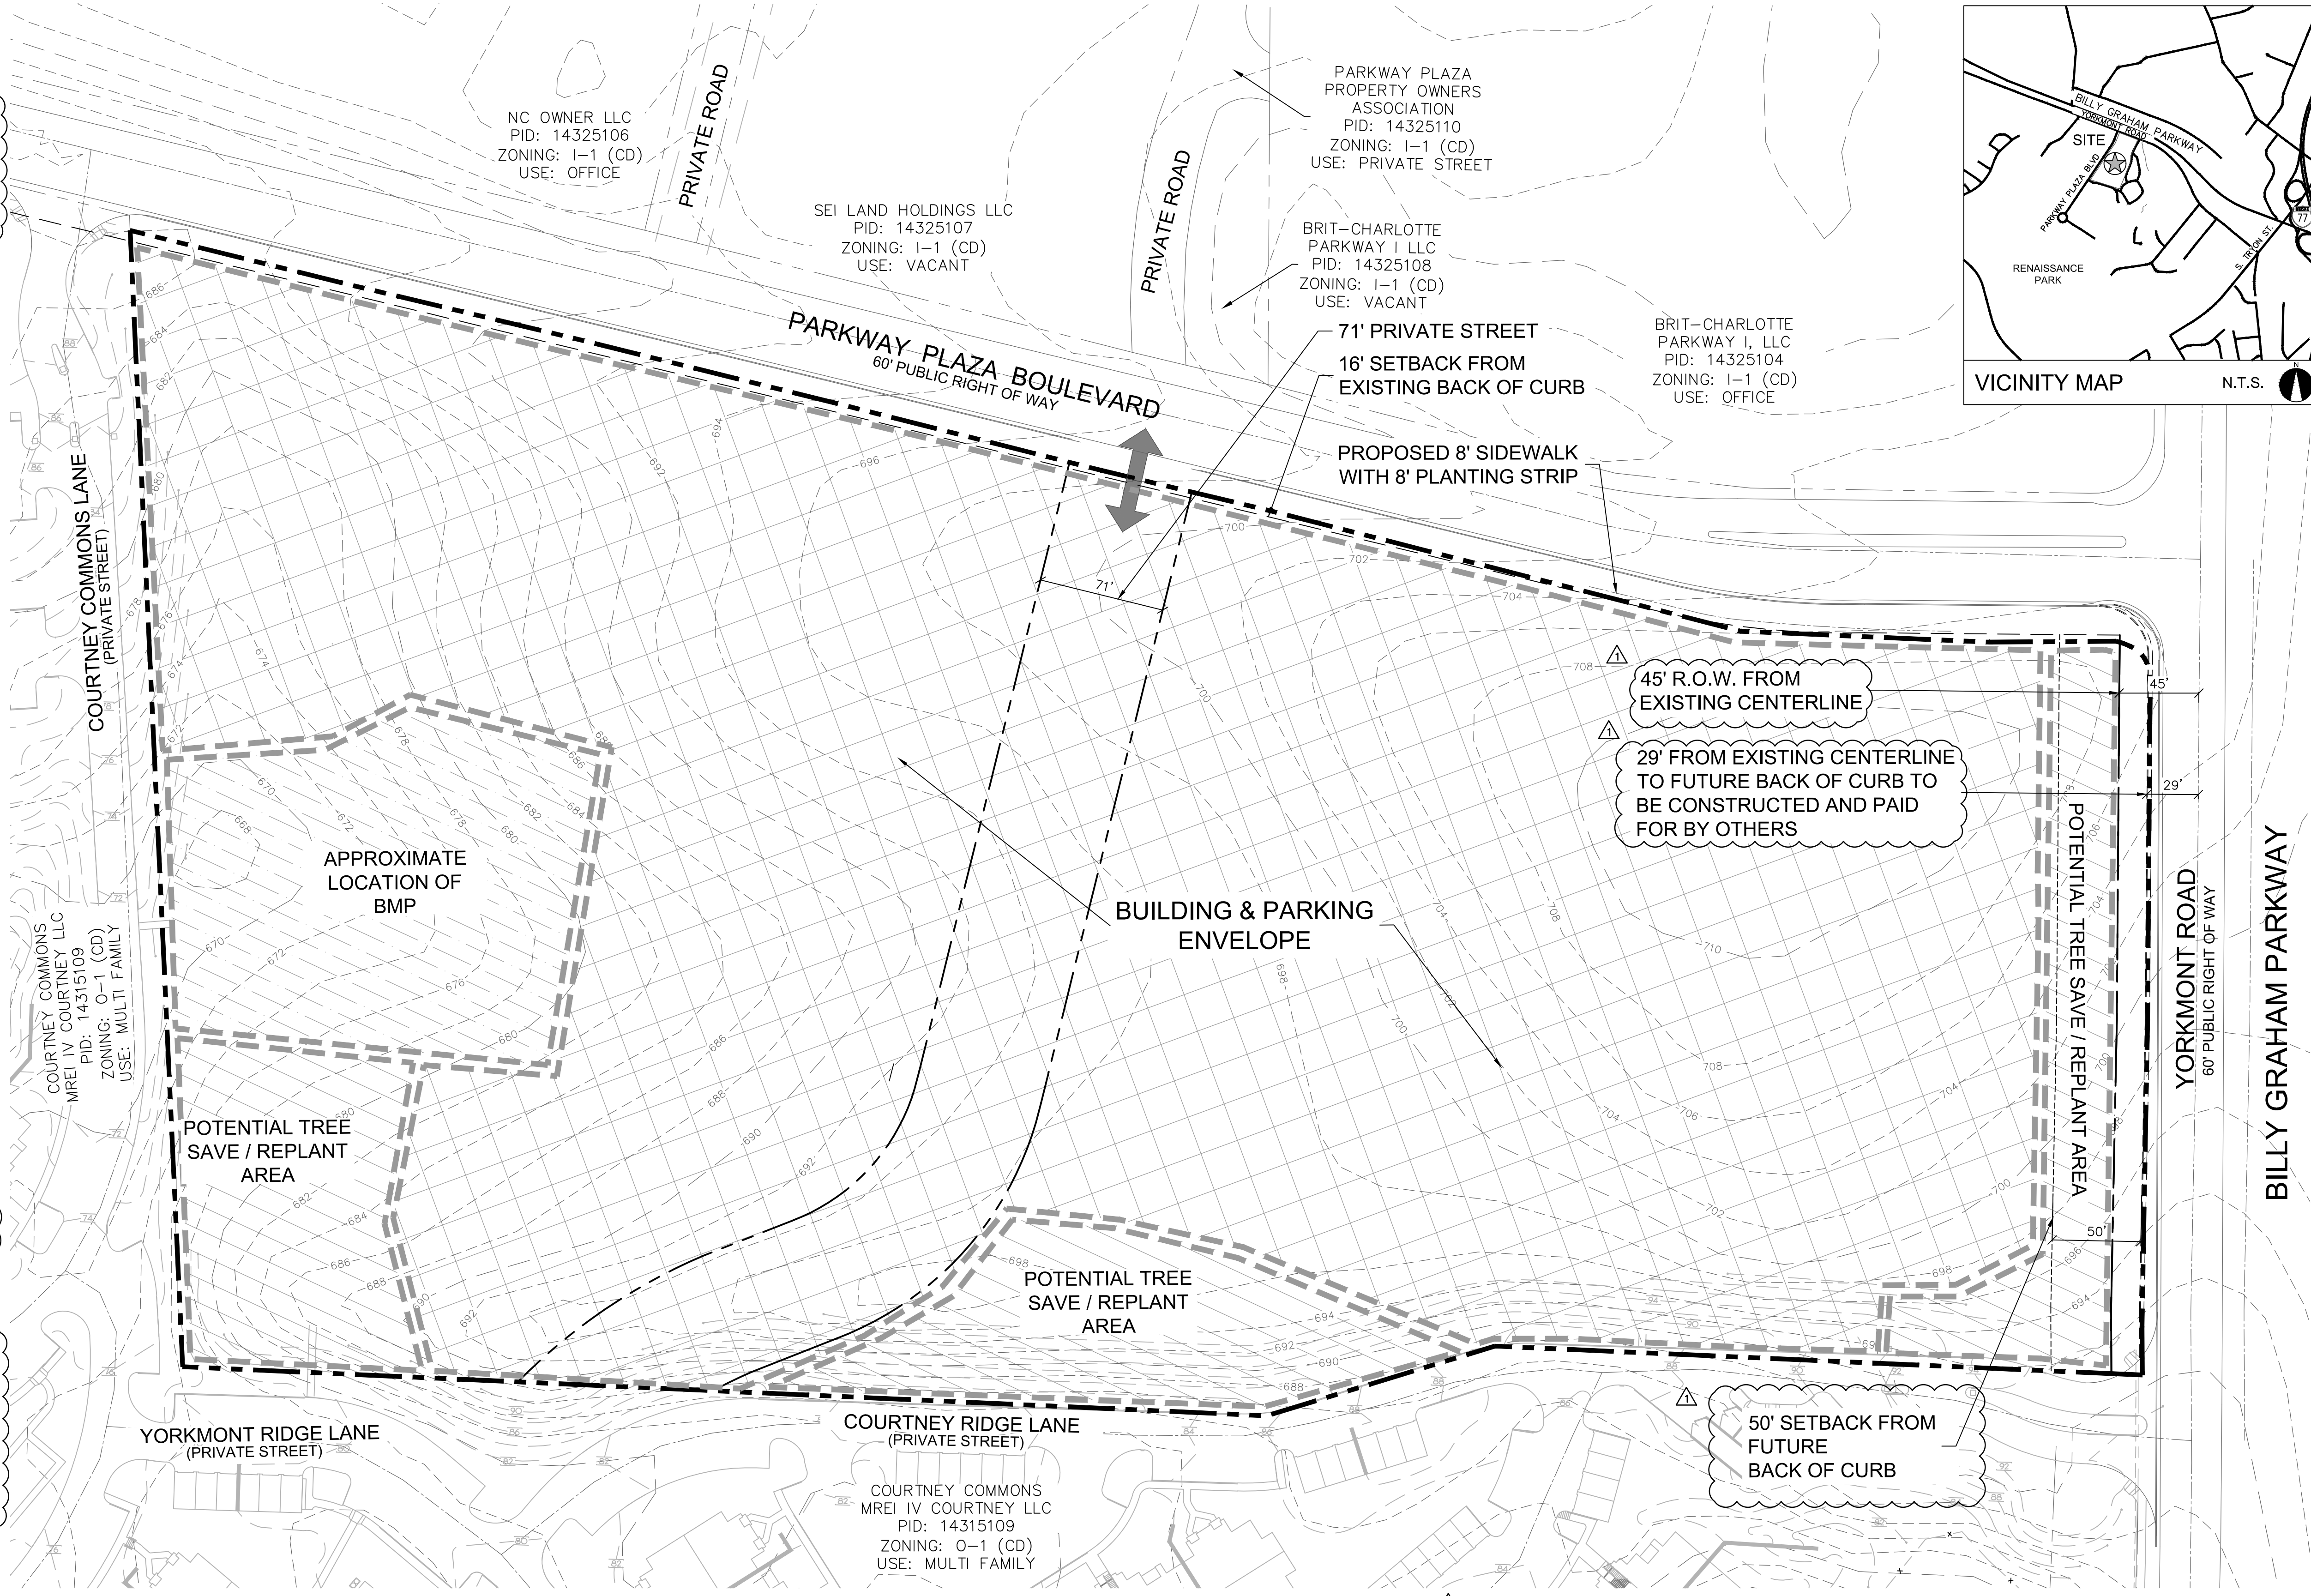 NC OWNER LLC
PID: 14325106
ZONING: I-1 (CD)
USE: OFFICE
PRIVATE ROAD
SEI LAND HOLDINGS LLC
PID: 14325107
ZONING: I-1 (CD)
USE: VACANT
PRIVATE ROAD
PARKWAY PLAZA
PROPERTY OWNERS
ASSOCIATION
PID: 14325110
ZONING: I-1 (CD)
USE: PRIVATE STREET
BRIT-CHARLOTTE
PARKWAY I LLC
PID: 14325108
ZONING: I-1 (CD)
USE: VACANT
BRIT-CHARLOTTE
PARKWAY I, LLC
PID: 14325104
ZONING: I-1 (CD)
USE: OFFICE
BILLY GRAHAM PARKWAY
YORKMONT ROAD
SITE
PARKWAY PLAZA BLVD
RENAISSANCE
PARK
S. TRYON ST.
77
VICINITY MAP
N.T.S.
N
PARKWAY PLAZA BOULEVARD
60' PUBLIC RIGHT OF WAY
71' PRIVATE STREET
16' SETBACK FROM
EXISTING BACK OF CURB
PROPOSED 8' SIDEWALK
WITH 8' PLANTING STRIP
71'
COURTNEY COMMONS LANE
(PRIVATE STREET)
1
45' R.O.W. FROM
EXISTING CENTERLINE
45'
1
29' FROM EXISTING CENTERLINE
TO FUTURE BACK OF CURB TO
BE CONSTRUCTED AND PAID
FOR BY OTHERS
29'
APPROXIMATE
LOCATION OF
BMP
BUILDING & PARKING
ENVELOPE
POTENTIAL TREE SAVE / REPLANT AREA
YORKMONT ROAD
60' PUBLIC RIGHT OF WAY
BILLY GRAHAM PARKWAY
COURTNEY COMMONS
MREI IV COURTNEY LLC
PID: 14315109
ZONING: O-1 (CD)
USE: MULTI FAMILY
POTENTIAL TREE
SAVE / REPLANT
AREA
50'
POTENTIAL TREE
SAVE / REPLANT
AREA
YORKMONT RIDGE LANE
(PRIVATE STREET)
COURTNEY RIDGE LANE
(PRIVATE STREET)
1
50' SETBACK FROM
FUTURE
BACK OF CURB
COURTNEY COMMONS
MREI IV COURTNEY LLC
PID: 14315109
ZONING: O-1 (CD)
USE: MULTI FAMILY